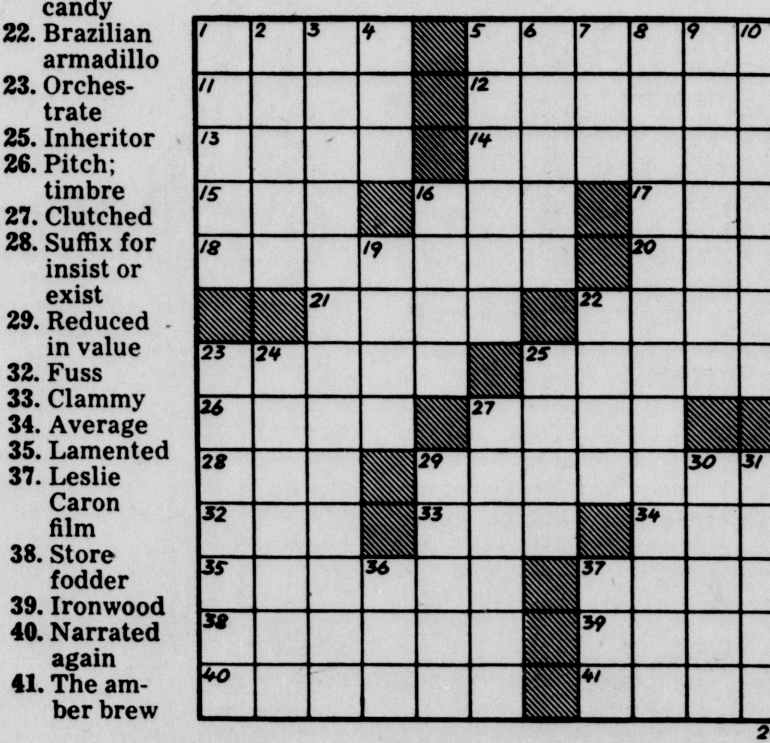 candy
22. Brazilian
armadillo
23. Orches-
trate
25. Inheritor
26. Pitch;
timbre
27. Clutched
28. Suffix for
insist or
exist
29. Reduced
in value
32. Fuss
33. Clammy
34. Average
35. Lamented
37. Leslie
Caron
film
38. Store
fodder
39. Ironwood
40. Narrated
again
41. The am-
ber brew
1 2 3 4 5 6 7 8 9 10
11 12
13 14
15 16 17
18 19 20
21 22
23 24 25
26 27
28 29 30 31
32 33 34
35 36 37
38 39
40 41
2